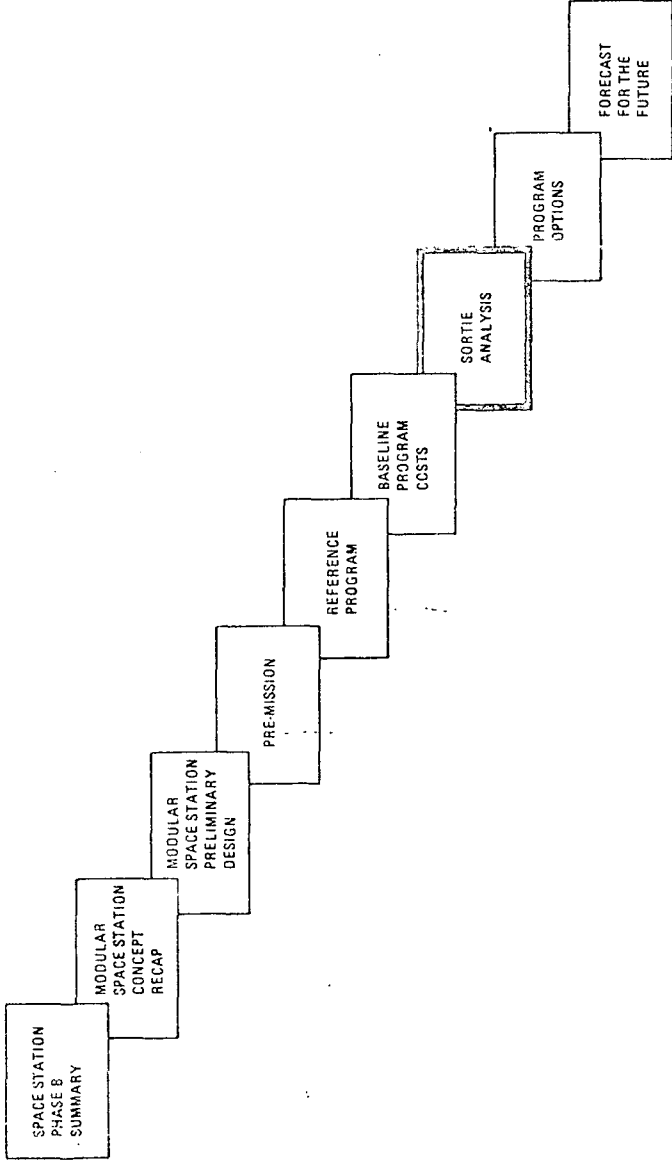 SPACE STATION
PHASE B
SUMMARY
MODULAR
SPACE STATION
CONCEPT
RECAP
MODULAR
SPACE STATION
PRELIMINARY
DESIGN
PRE-MISSION
REFERENCE
PROGRAM
BASELINE
PROGRAM
COSTS
SORTIE
ANALYSIS
PROGRAM
OPTIONS
FORECAST
FOR THE
FUTURE